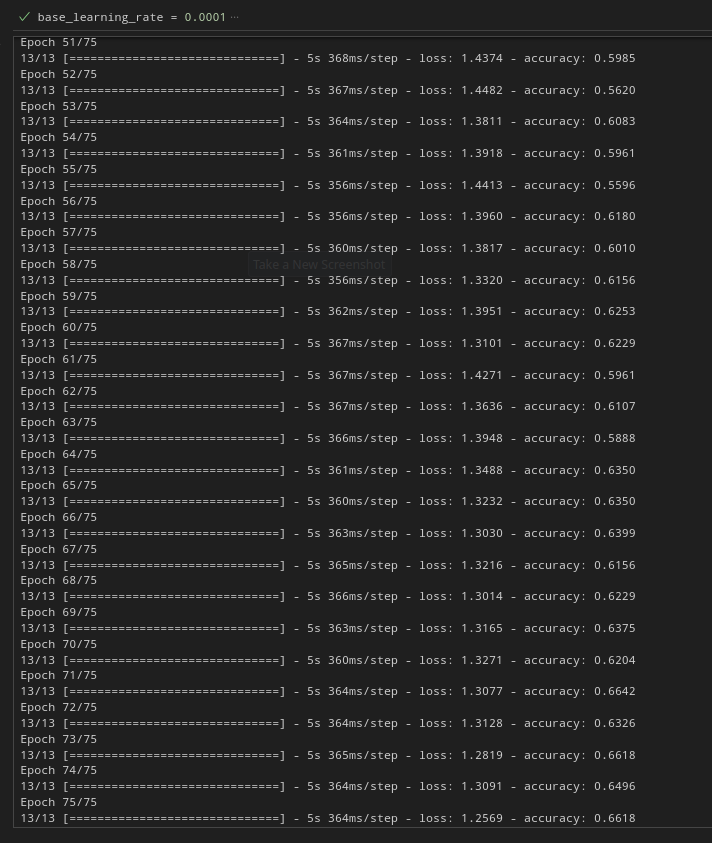 base_learning_rate = 0.0001 ...
Epoch 51/75
13/13 [==============================] - 5s 368ms/step - loss: 1.4374 - accuracy: 0.5985
Epoch 52/75
13/13 [==============================] - 5s 367ms/step - loss: 1.4482 - accuracy: 0.5620
Epoch 53/75
13/13 [==============================] - 5s 364ms/step - loss: 1.3811 - accuracy: 0.6083
Epoch 54/75
13/13 [==============================] - 5s 361ms/step - loss: 1.3918 - accuracy: 0.5961
Epoch 55/75
13/13 [==============================] - 5s 356ms/step - loss: 1.4413 - accuracy: 0.5596
Epoch 56/75
13/13 [==============================] - 5s 356ms/step - loss: 1.3960 - accuracy: 0.6180
Epoch 57/75
13/13 [==============================] - 5s 360ms/step - loss: 1.3817 - accuracy: 0.6010
Epoch 58/75
Take a New Screenshot
13/13 [==============================] - 5s 356ms/step - loss: 1.3320 - accuracy: 0.6156
Epoch 59/75
13/13 [==============================] - 5s 362ms/step - loss: 1.3951 - accuracy: 0.6253
Epoch 60/75
13/13 [==============================] - 5s 367ms/step - loss: 1.3101 - accuracy: 0.6229
Epoch 61/75
13/13 [==============================] - 5s 367ms/step - loss: 1.4271 - accuracy: 0.5961
Epoch 62/75
13/13 [==============================] - 5s 367ms/step - loss: 1.3636 - accuracy: 0.6107
Epoch 63/75
13/13 [==============================] - 5s 366ms/step - loss: 1.3948 - accuracy: 0.5888
Epoch 64/75
13/13 [==============================] - 5s 361ms/step - loss: 1.3488 - accuracy: 0.6350
Epoch 65/75
13/13 [==============================] - 5s 360ms/step - loss: 1.3232 - accuracy: 0.6350
Epoch 66/75
13/13 [==============================] - 5s 363ms/step - loss: 1.3030 - accuracy: 0.6399
Epoch 67/75
13/13 [==============================] - 5s 365ms/step - loss: 1.3216 - accuracy: 0.6156
Epoch 68/75
13/13 [==============================] - 5s 366ms/step - loss: 1.3014 - accuracy: 0.6229
Epoch 69/75
13/13 [==============================] - 5s 363ms/step - loss: 1.3165 - accuracy: 0.6375
Epoch 70/75
13/13 [==============================] - 5s 360ms/step - loss: 1.3271 - accuracy: 0.6204
Epoch 71/75
13/13 [==============================] - 5s 364ms/step - loss: 1.3077 - accuracy: 0.6642
Epoch 72/75
13/13 [==============================] - 5s 364ms/step - loss: 1.3128 - accuracy: 0.6326
Epoch 73/75
13/13 [==============================] - 5s 365ms/step - loss: 1.2819 - accuracy: 0.6618
Epoch 74/75
13/13 [==============================] - 5s 364ms/step - loss: 1.3091 - accuracy: 0.6496
Epoch 75/75
13/13 [==============================] - 5s 364ms/step - loss: 1.2569 - accuracy: 0.6618